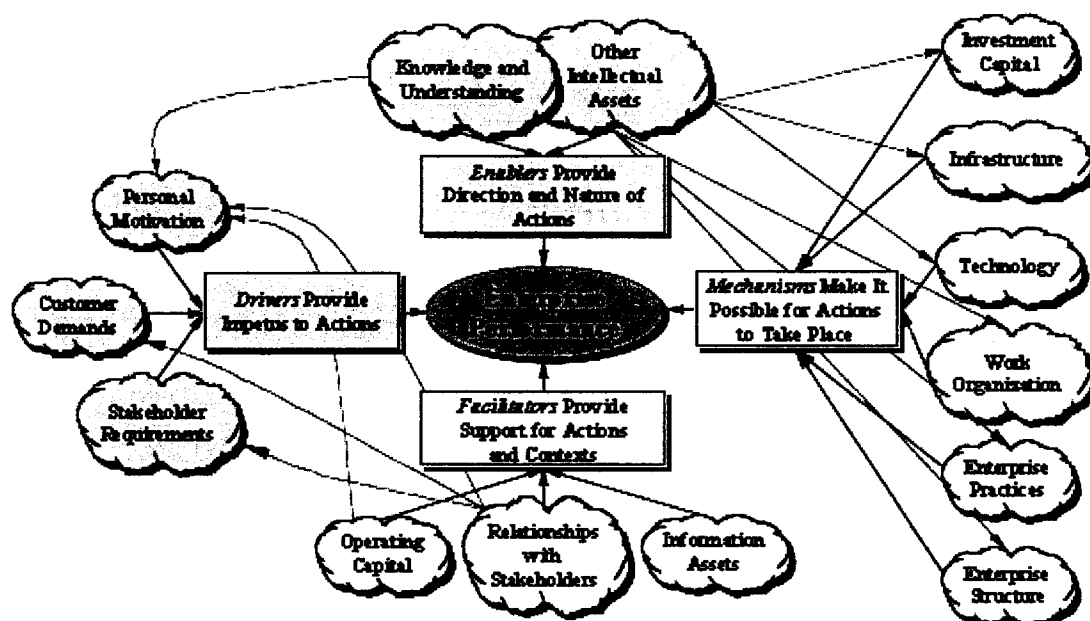 Knowledge and
Understanding
Other
Intellectual
Assets
Investment
Capital
Infrastructure
Enablers Provide
Direction and Nature of
Actions
Personal
Motivation
Technology
Customer
Demands
Drivers Provide
Impetus to Actions
Enterprise
Performance
Mechanisms Make It
Possible for Actions
to Take Place
Work
Organization
Stakeholder
Requirements
Facilitators Provide
Support for Actions
and Contexts
Enterprise
Practices
Operating
Capital
Relationships
with
Stakeholders
Information
Assets
Enterprise
Structure